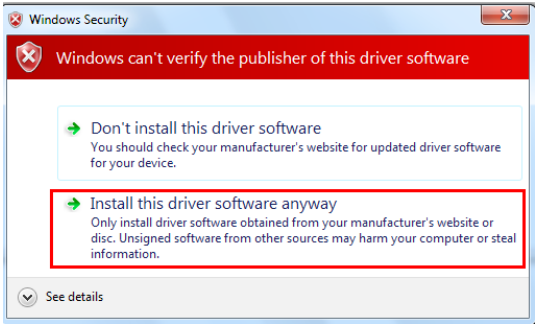 Windows Security
Windows can't verify the publisher of this driver software
Don't install this driver software
You should check your manufacturer's website for updated driver software
for your device.
Install this driver software anyway
Only install driver software obtained from your manufacturer's website or
disc. Unsigned software from other sources may harm your computer or steal
information.
See details